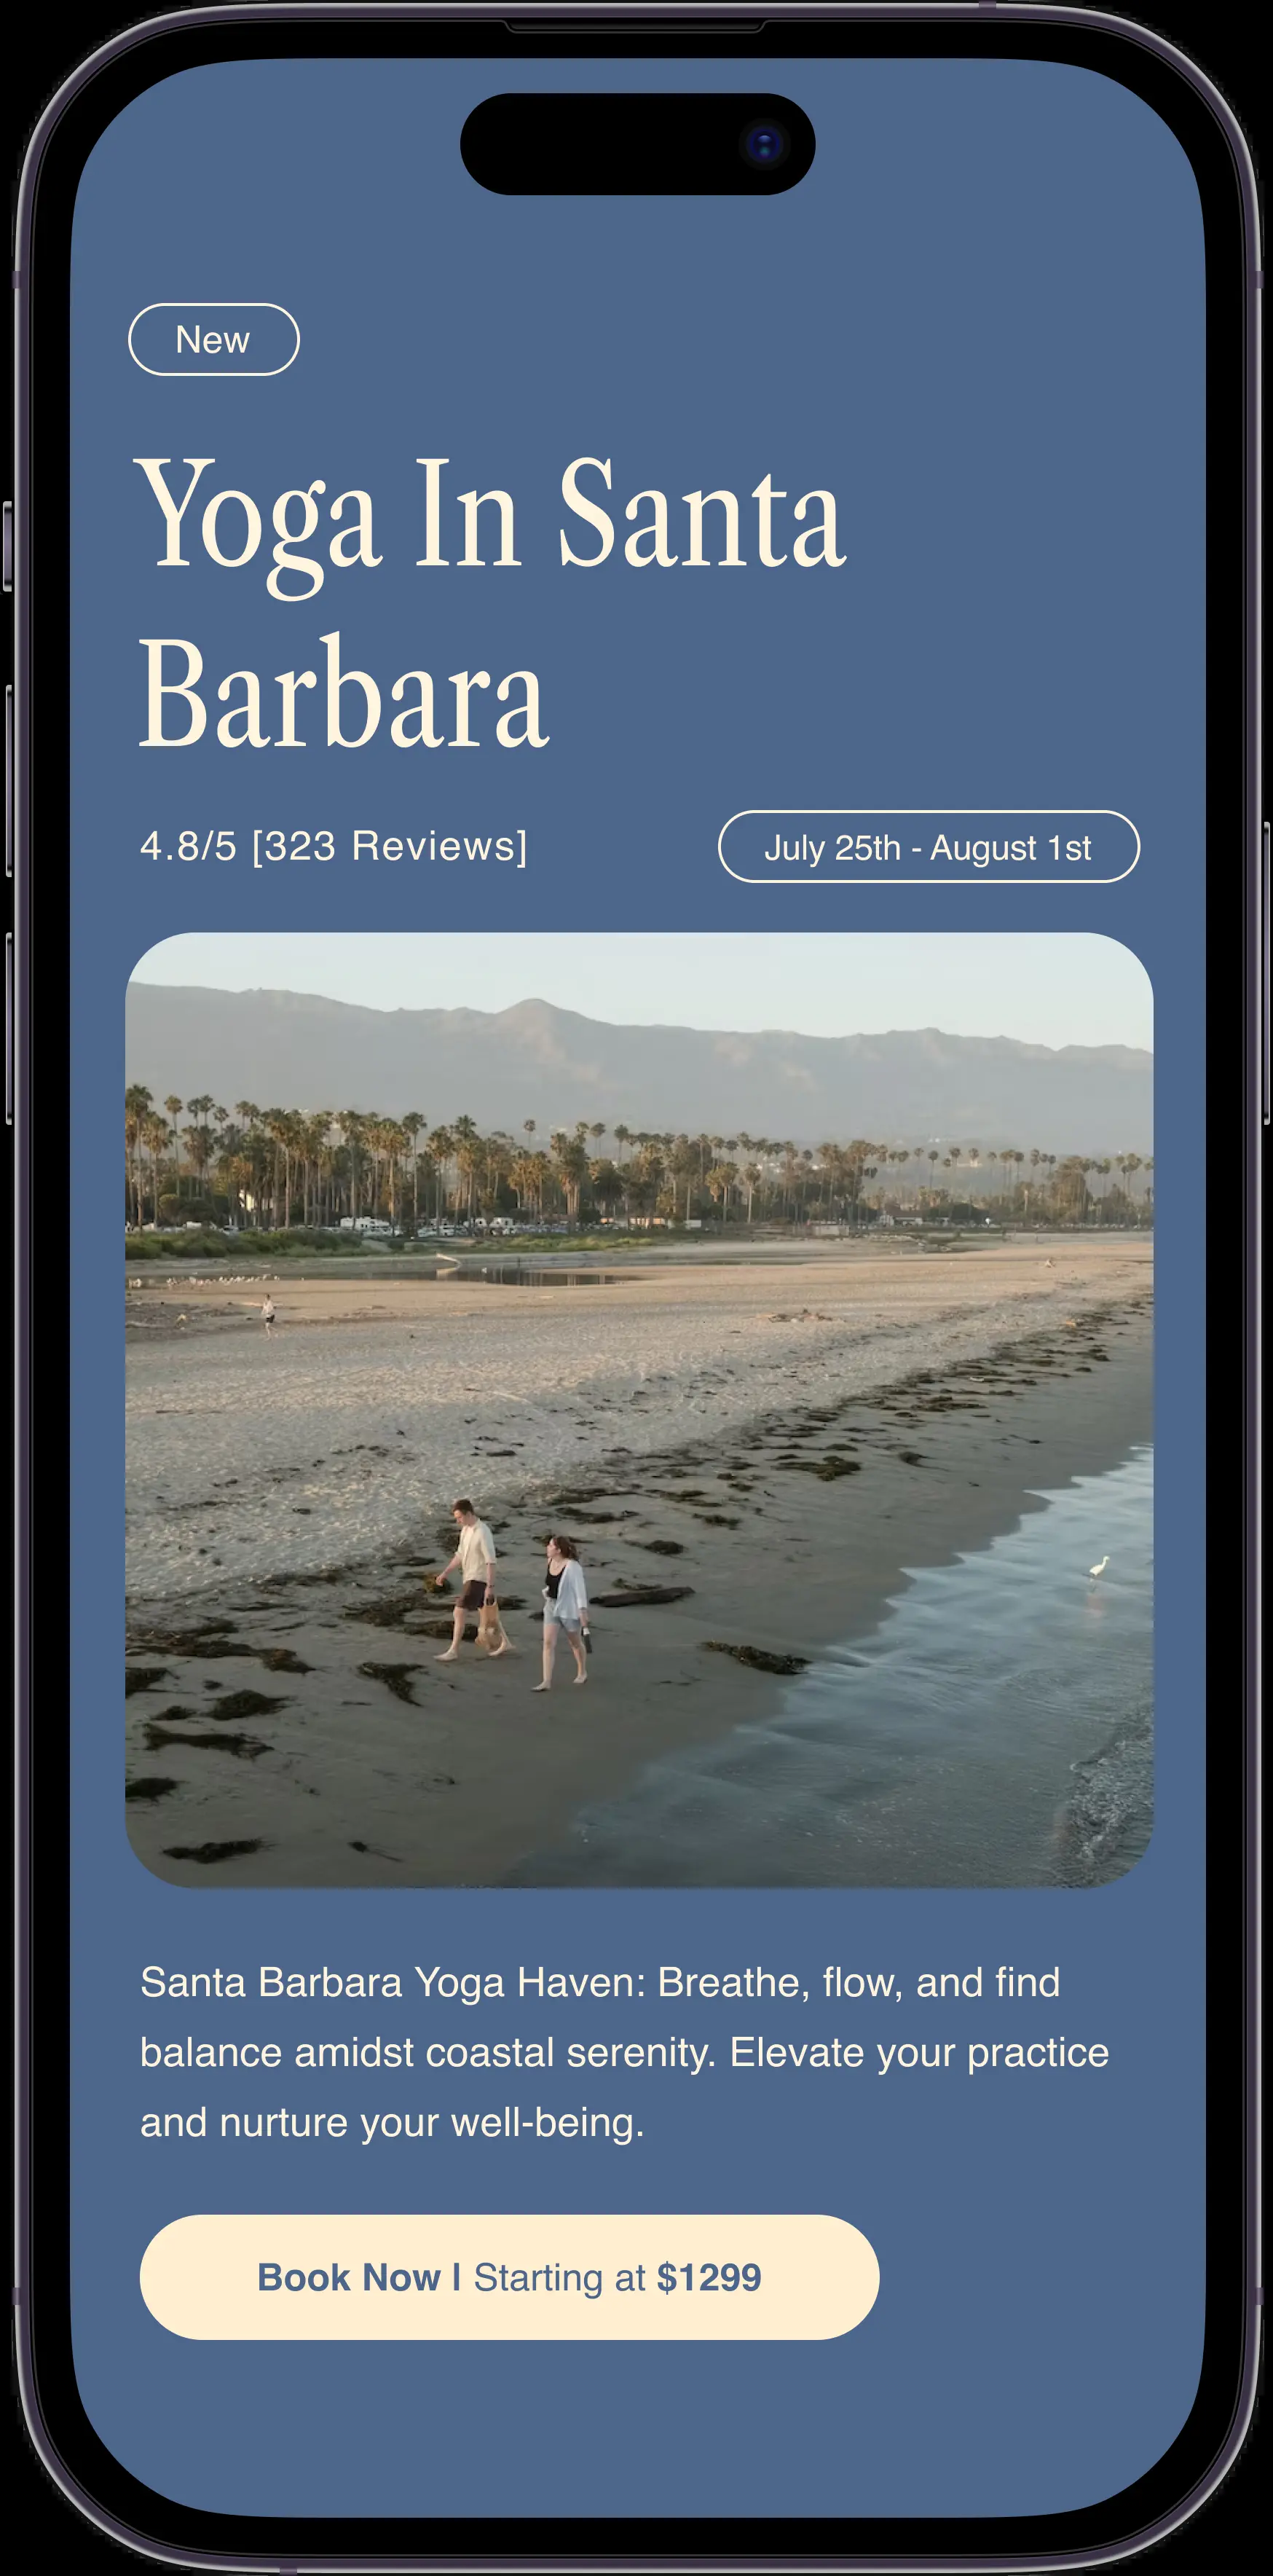 New
Yoga In Santa
Barbara
4.8/5 [323 Reviews]
July 25th - August 1st
Santa Barbara Yoga Haven: Breathe, flow, and find
balance amidst coastal serenity. Elevate your practice
and nurture your well-being.
Book Now | Starting at $1299